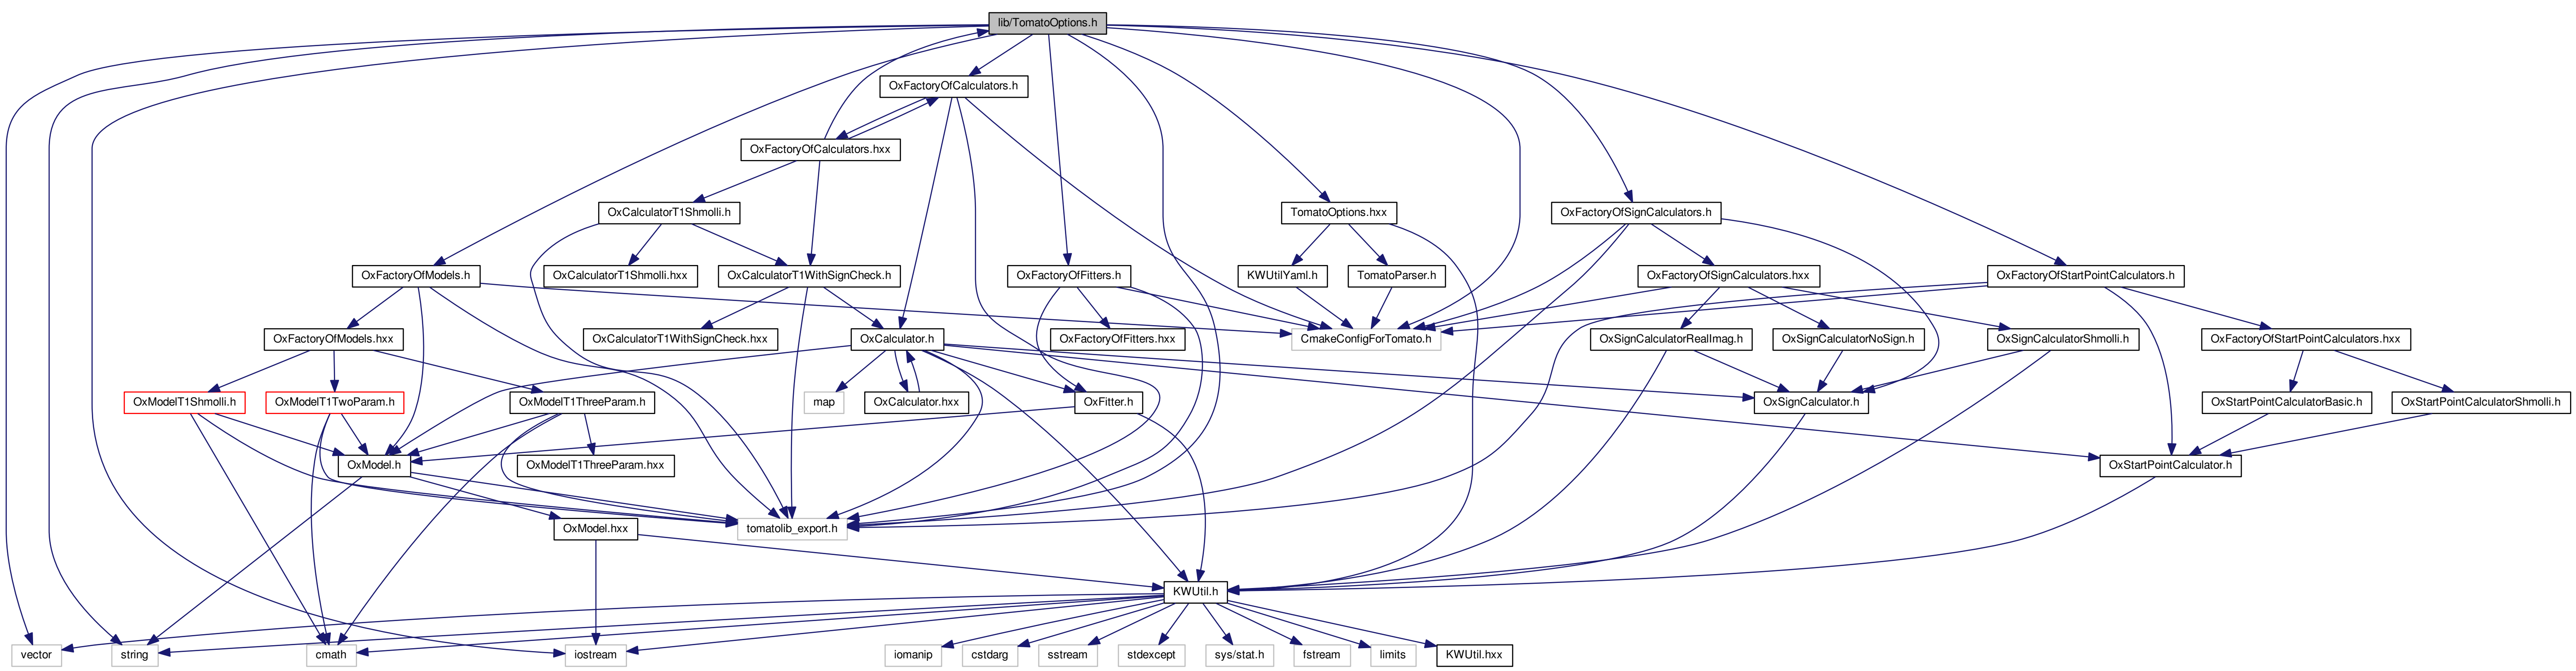 lib/TomatoOptions.h
OxFactoryOfCalculators.h
OxFactoryOfCalculators.hxx
OxCalculatorT1Shmolli.h
TomatoOptions.hxx
OxFactoryOfSignCalculators.h
OxFactoryOfModels.h
OxCalculatorT1Shmolli.hxx
OxCalculatorT1WithSignCheck.h
OxFactoryOfFitters.h
KWUtilYaml.h
TomatoParser.h
OxFactoryOfSignCalculators.hxx
OxFactoryOfStartPointCalculators.h
OxFactoryOfModels.hxx
OxCalculatorT1WithSignCheck.hxx
OxCalculator.h
OxFactoryOfFitters.hxx
CmakeConfigForTomato.h
OxSignCalculatorRealImag.h
OxSignCalculatorNoSign.h
OxSignCalculatorShmolli.h
OxFactoryOfStartPointCalculators.hxx
OxModelT1Shmolli.h
OxModelT1TwoParam.h
OxModelT1ThreeParam.h
map
OxCalculator.hxx
OxFitter.h
OxSignCalculator.h
OxStartPointCalculatorBasic.h
OxStartPointCalculatorShmolli.h
OxModel.h
OxModelT1ThreeParam.hxx
OxStartPointCalculator.h
OxModel.hxx
tomatolib_export.h
KWUtil.h
vector
string
cmath
iostream
iomanip
cstdarg
sstream
stdexcept
sys/stat.h
fstream
limits
KWUtil.hxx